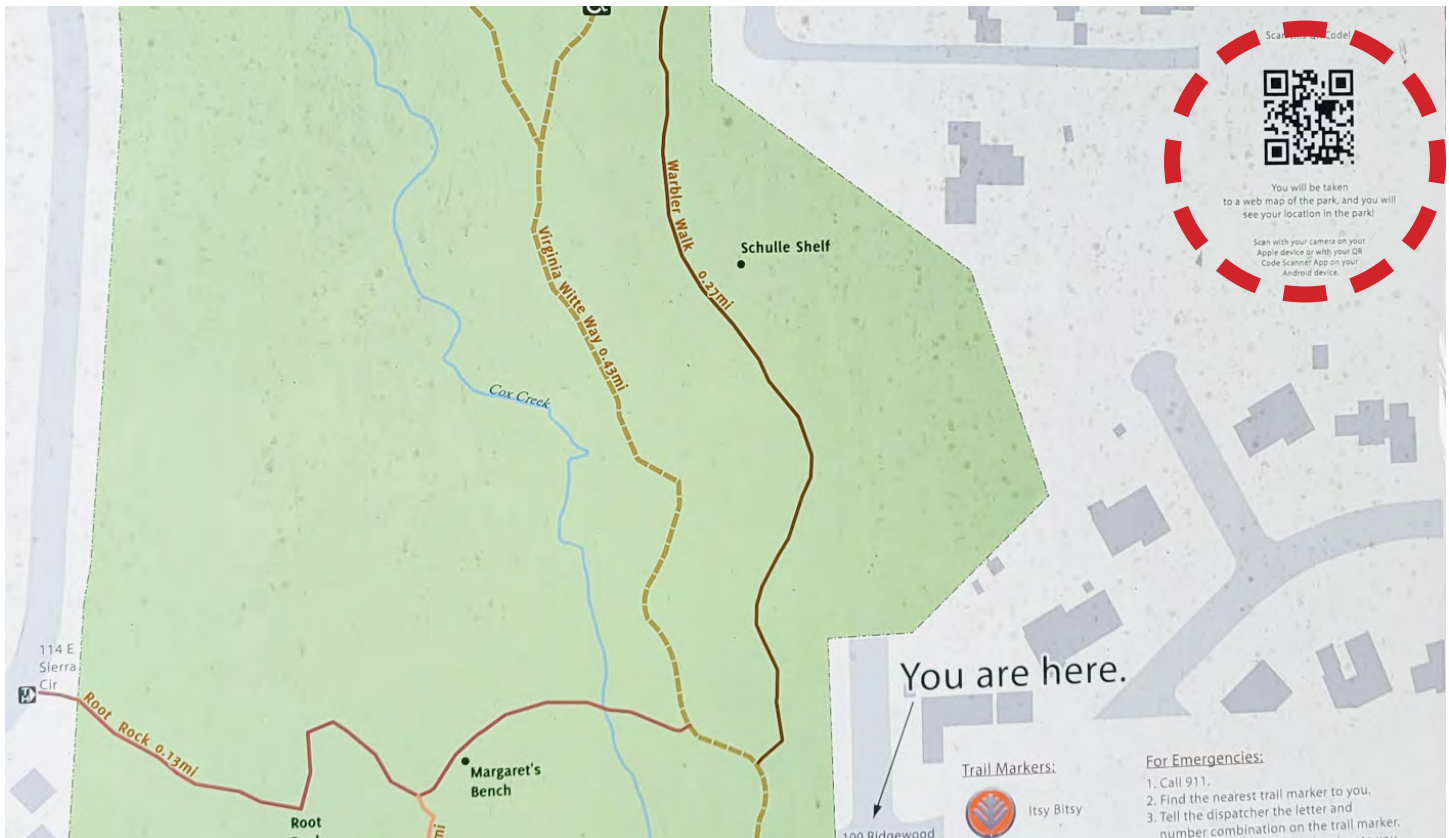 Scan this QR Code!
You will be taken
to a web map of the park, and you will
see your location in the park!
Scan with your camera on your
Apple device or with your QR
Code Scanner App on your
Android device.
Warbler Walk 0.27mi
Schulle Shelf
Virginia Witte Way 0.43mi
Cox Creek
114 E
Sierra
Cir
Root Rock 0.13mi
Margaret's
Bench
Root
mi
You are here.
100 Ridgewood
Trail Markers:
Itsy Bitsy
For Emergencies:
1. Call 911.
2. Find the nearest trail marker to you.
3. Tell the dispatcher the letter and
number combination on the trail marker.